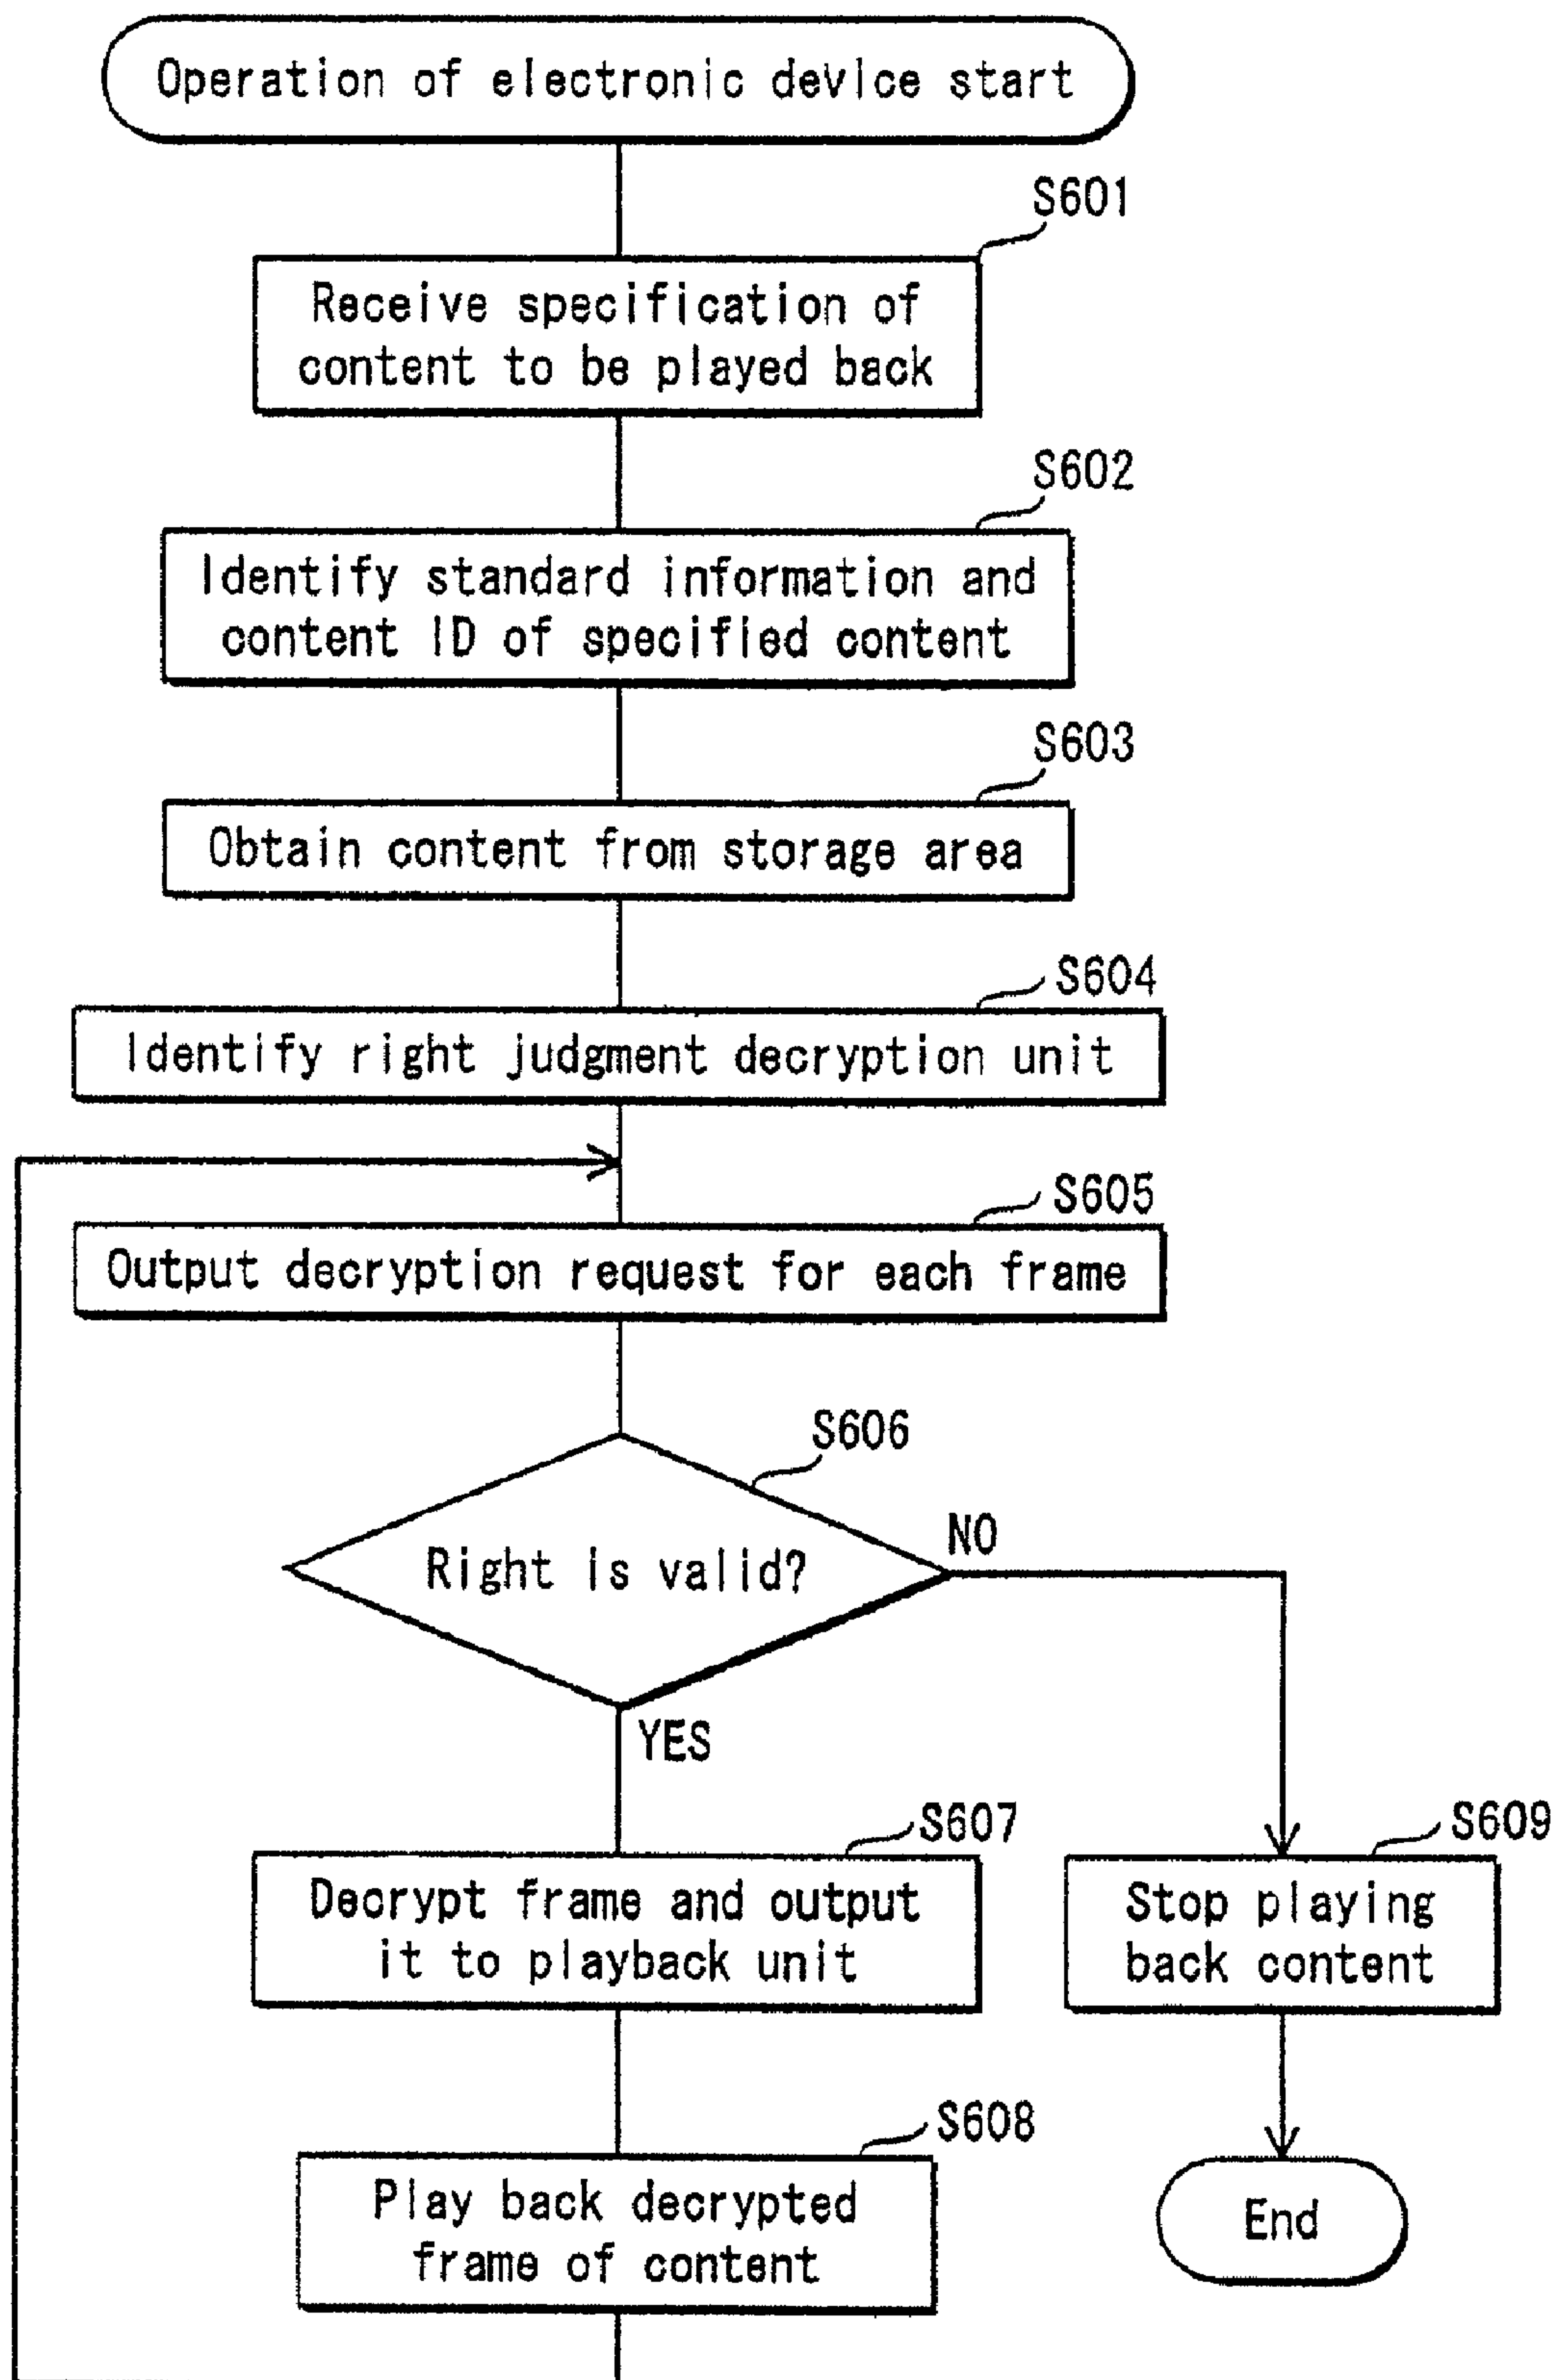 Operation of electronic device start
S601
Receive specification of
content to be played back
S602
Identify standard information and
content ID of specified content
S603
Obtain content from storage area
S604
Identify right judgment decryption unit
S605
Output decryption request for each frame
S606
Right is valid?
NO
YES
S607
Decrypt frame and output
it to playback unit
S609
Stop playing
back content
S608
Play back decrypted
frame of content
End